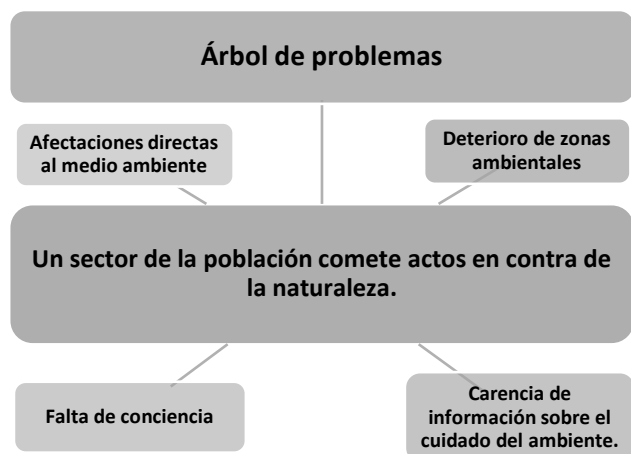 Árbol de problemas
Afectaciones directas
al medio ambiente
Deterioro de zonas
ambientales
Un sector de la población comete actos en contra de
la naturaleza.
Falta de conciencia
Carencia de
información sobre el
cuidado del ambiente.